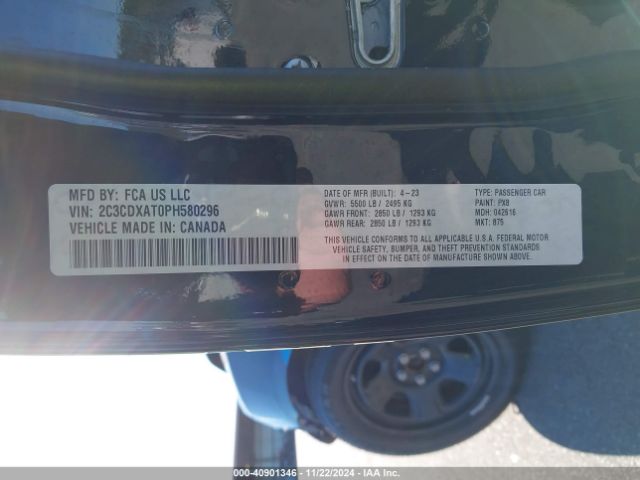 MFD BY: FCA US LLC
VIN: 2C3CDXAT0PH580296
VEHICLE MADE IN: CANADA
DATE OF MFR (BUILT): 4-23
GVWR: 5500 LB / 2495 KG
GAWR FRONT: 2850 LB / 1293 KG
GAWR REAR: 2850 LB / 1293 KG
TYPE: PASSENGER CAR
PAINT: PX8
MDH: 042616
MKT: 875
THIS VEHICLE CONFORMS TO ALL APPLICABLE U.S.A. FEDERAL MOTOR
VEHICLE SAFETY, BUMPER, AND THEFT PREVENTION STANDARDS
IN EFFECT ON THE DATE OF MANUFACTURE SHOWN ABOVE.
000-40901346 - 11/22/2024 - IAA Inc.